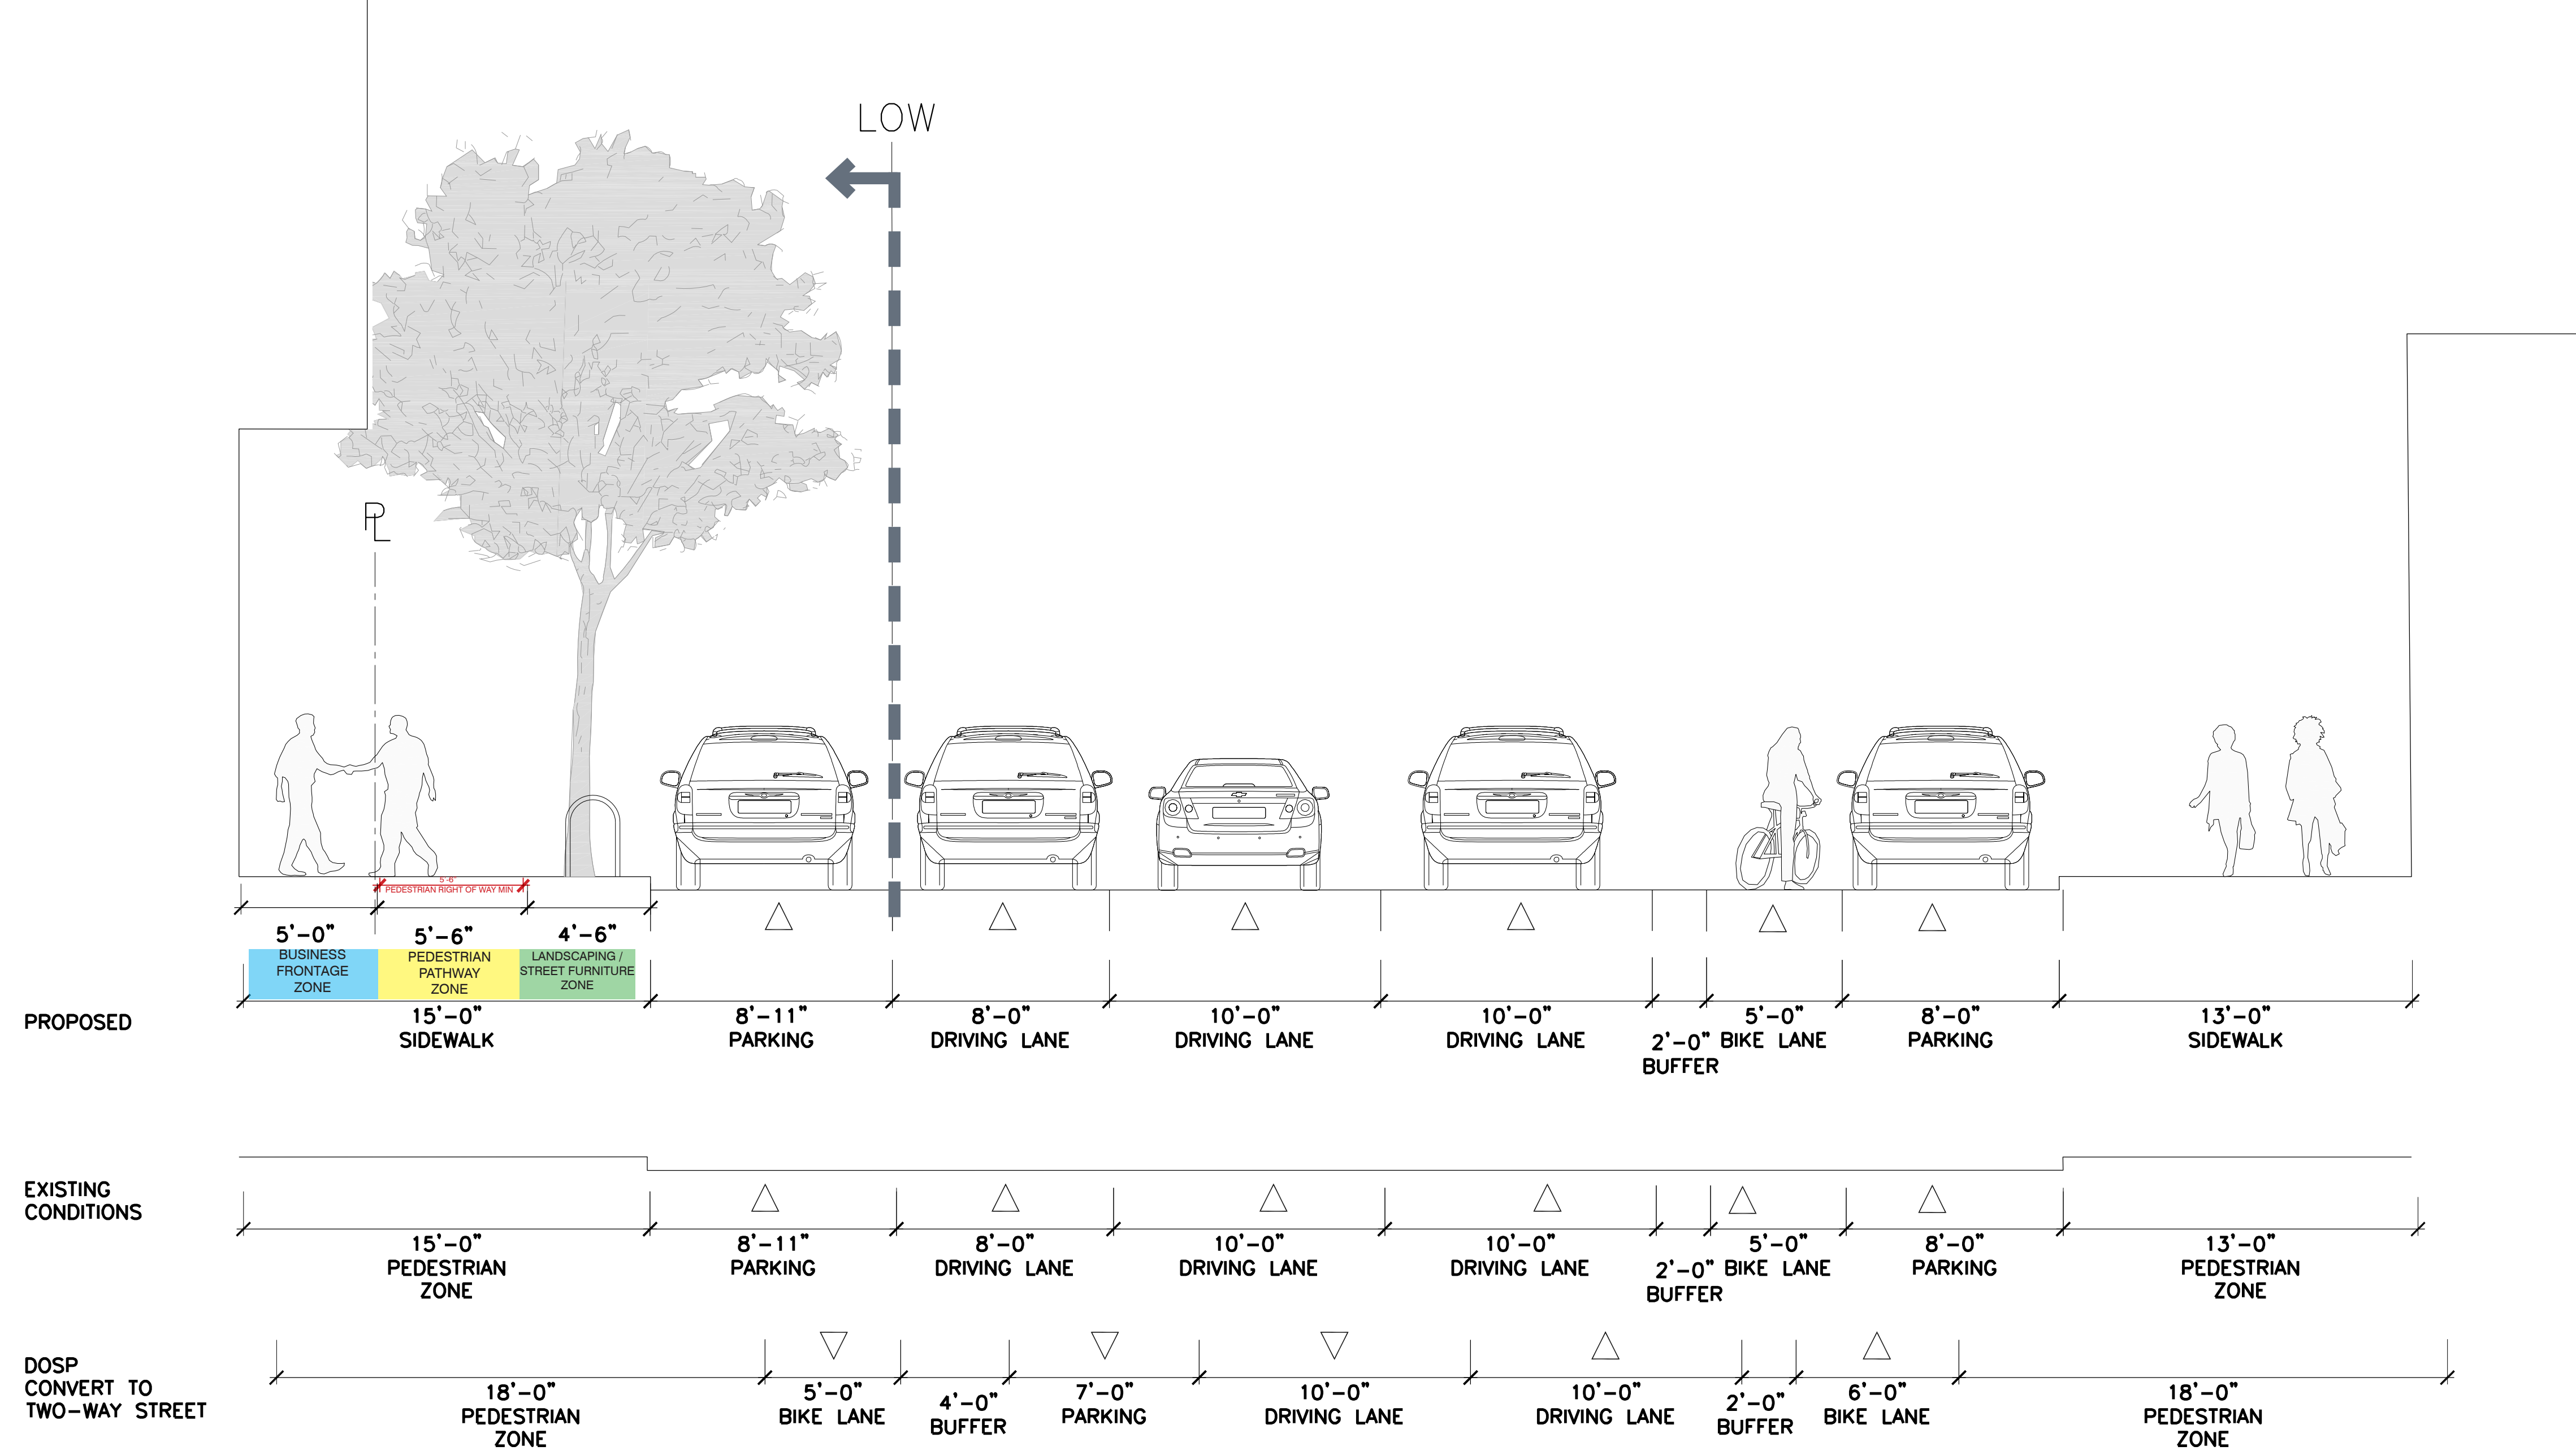 LOW
PL
5'-6"
PEDESTRIAN RIGHT OF WAY MIN
5'-0" 5'-6" 4'-6"
BUSINESS FRONTAGE ZONE
PEDESTRIAN PATHWAY ZONE
LANDSCAPING / STREET FURNITURE ZONE
PROPOSED
15'-0" SIDEWALK
8'-11" PARKING
8'-0" DRIVING LANE
10'-0" DRIVING LANE
10'-0" DRIVING LANE
2'-0" BUFFER
5'-0" BIKE LANE
8'-0" PARKING
13'-0" SIDEWALK
EXISTING CONDITIONS
15'-0" PEDESTRIAN ZONE
8'-11" PARKING
8'-0" DRIVING LANE
10'-0" DRIVING LANE
10'-0" DRIVING LANE
2'-0" BUFFER
5'-0" BIKE LANE
8'-0" PARKING
13'-0" PEDESTRIAN ZONE
DOSP CONVERT TO TWO-WAY STREET
18'-0" PEDESTRIAN ZONE
5'-0" BIKE LANE
4'-0" BUFFER
7'-0" PARKING
10'-0" DRIVING LANE
10'-0" DRIVING LANE
2'-0" BUFFER
6'-0" BIKE LANE
18'-0" PEDESTRIAN ZONE